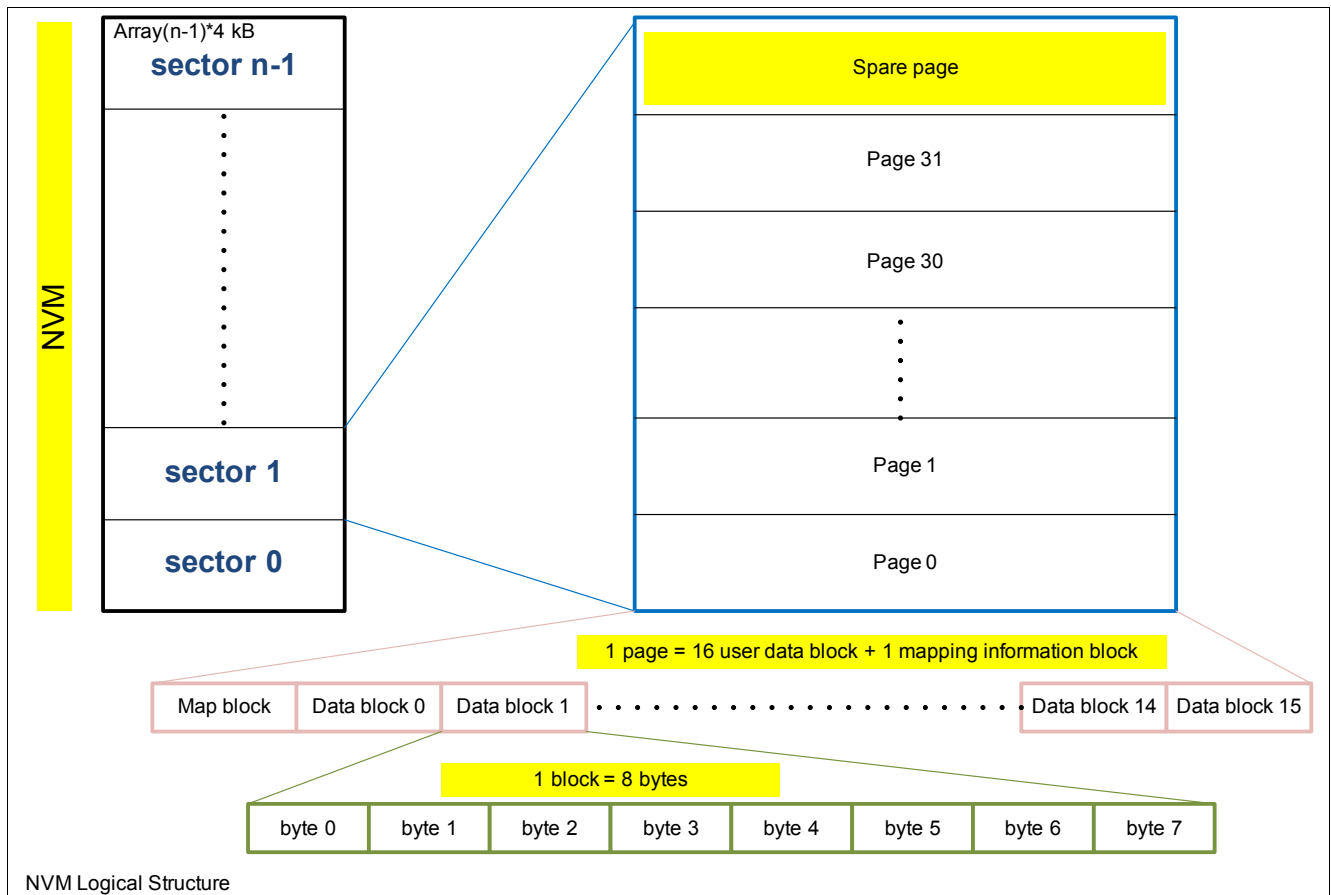 NVM
Array(n-1)*4 kB
sector n-1
sector 1
sector 0
Spare page
Page 31
Page 30
Page 1
Page 0
1 page = 16 user data block + 1 mapping information block
Map block
Data block 0
Data block 1
Data block 14
Data block 15
1 block = 8 bytes
byte 0
byte 1
byte 2
byte 3
byte 4
byte 5
byte 6
byte 7
NVM Logical Structure